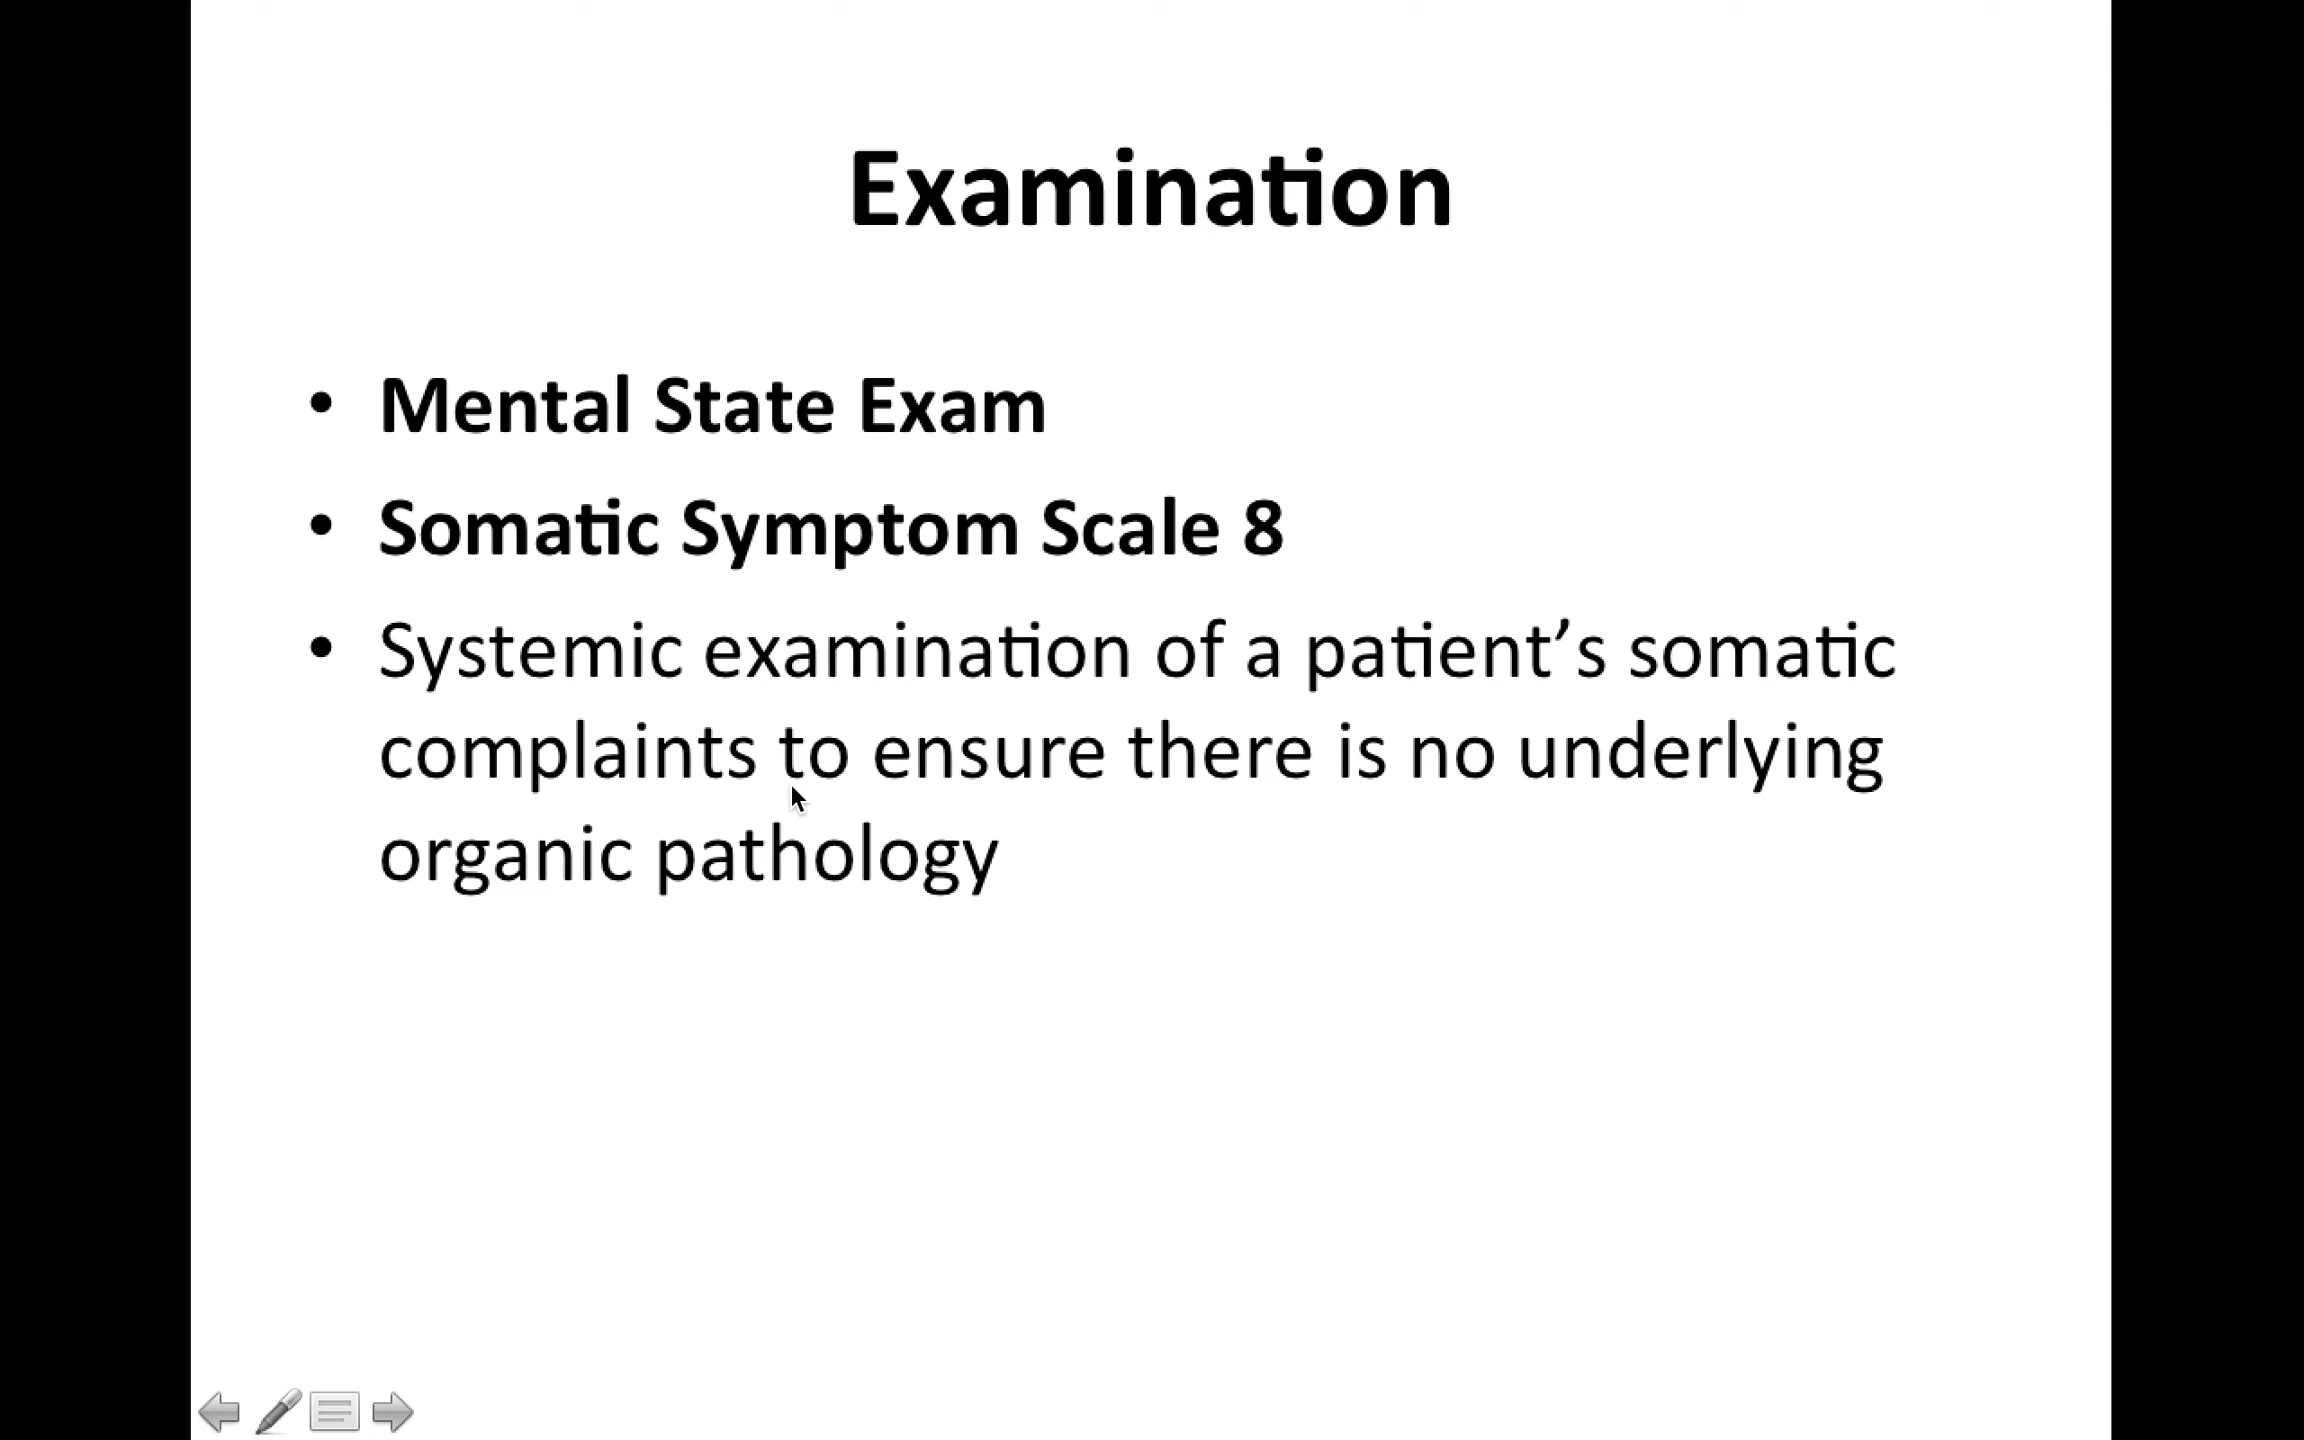 Examination
• Mental State Exam
• Somatic Symptom Scale 8
• Systemic examination of a patient’s somatic
complaints to ensure there is no underlying
organic pathology